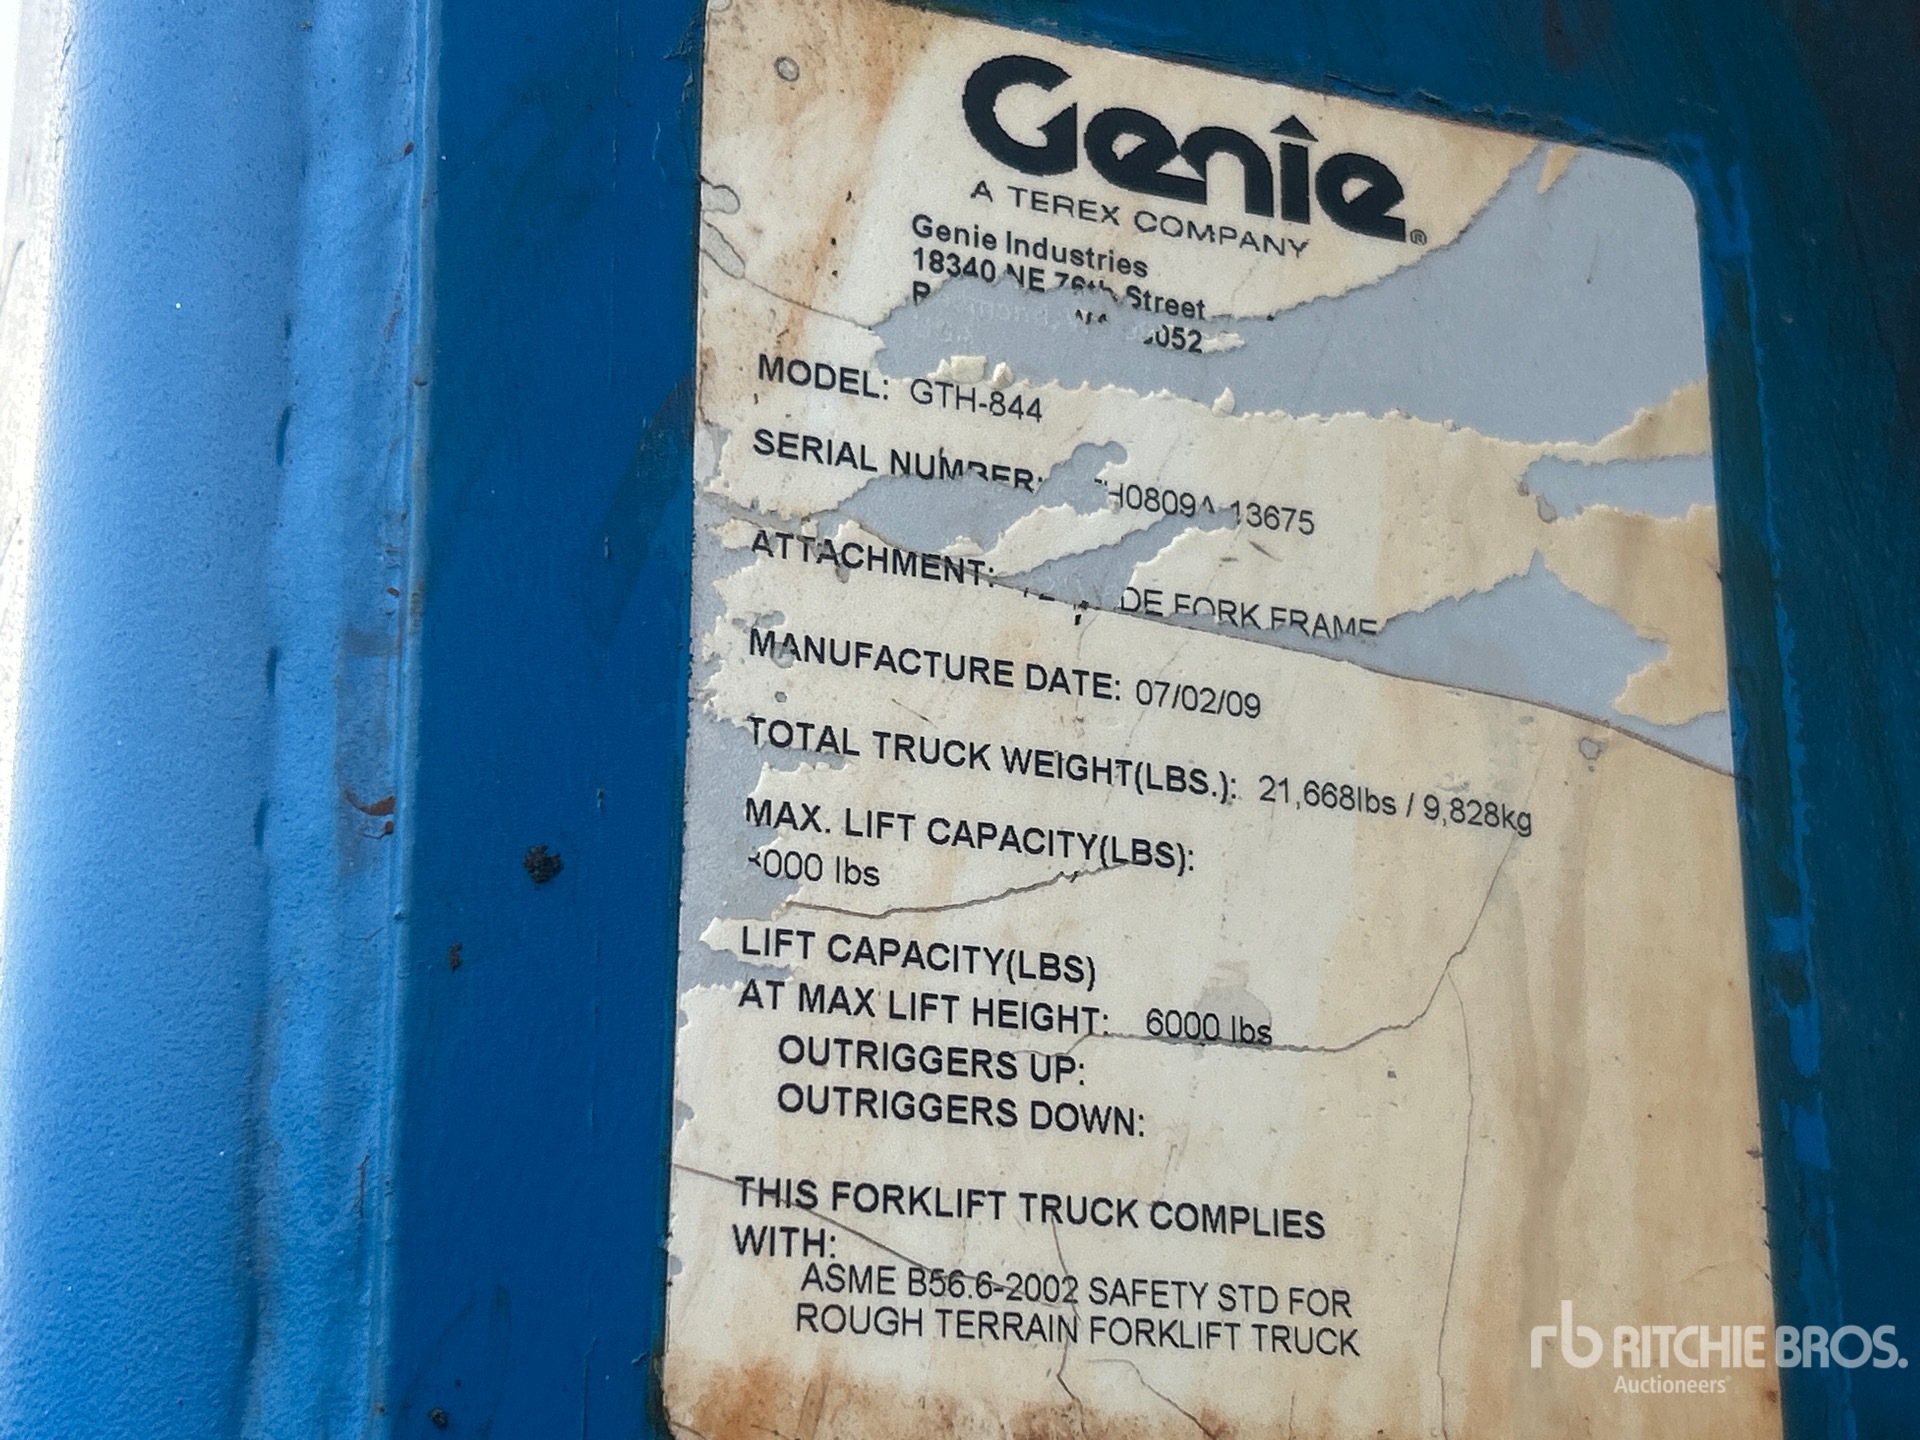 Genie®
A TEREX COMPANY
Genie Industries
18340 NE 76th Street
MODEL: GTH-844
SERIAL NUMBER: 13675
ATTACHMENT: FORK FRAME
MANUFACTURE DATE: 07/02/09
TOTAL TRUCK WEIGHT(LBS.): 21,668lbs / 9,828kg
MAX. LIFT CAPACITY(LBS):
lbs
LIFT CAPACITY(LBS)
AT MAX LIFT HEIGHT: 6000 lbs
OUTRIGGERS UP:
OUTRIGGERS DOWN:
THIS FORKLIFT TRUCK COMPLIES
WITH:
ASME B56.6-2002 SAFETY STD FOR
ROUGH TERRAIN FORKLIFT TRUCK
rb RITCHIE BROS.
Auctioneers